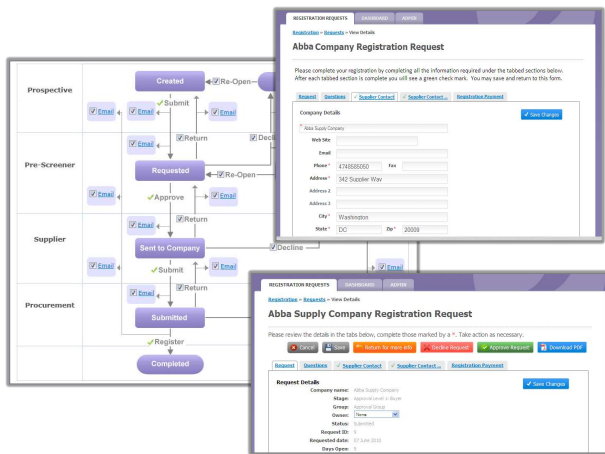 REGISTRATION REQUESTS DASHBOARD ADMIN
Registration » Requests » View Details
Abba Company Registration Request
Please complete your registration by completing all the information required under the tabbed sections below.
After each tabbed section is complete you will see a green check mark. You may save and return to this form.
Request Questions Supplier Contact Supplier Contact ... Registration Payment
Company Details
Save Changes
* Abba Supply Company
Web Site
Email
Phone * 4748505050 Fax
Address * 342 Supplier Way
Address 2
Address 3
City * Washington
State * DC Zip * 20009
Prospective
Created
Re-Open
Submit
Email Email Email
Return
Decli
Pre-Screener
Requested
Re-Open
Email Email
Approve
Return
Supplier
Sent to Company
Decline
Email Email Email
Submit
Email
Return
Procurement
Submitted
Register
Completed
REGISTRATION REQUESTS DASHBOARD ADMIN
Registration » Requests » View Details
Abba Supply Company Registration Request
Please review the details in the tabs below, complete those marked by a *. Take action as necessary.
Cancel Save Return for more info Decline Request Approve Request Download PDF
Request Questions Supplier Contact Supplier Contact ... Registration Payment
Request Details
Save Changes
Company name: Abba Supply Company
Stage: Approval Level 1: Buyer
Group: Approval Group
Owner: None
Status: Submitted
Request ID: 5
Requested date: 27 June 2010
Days Open: